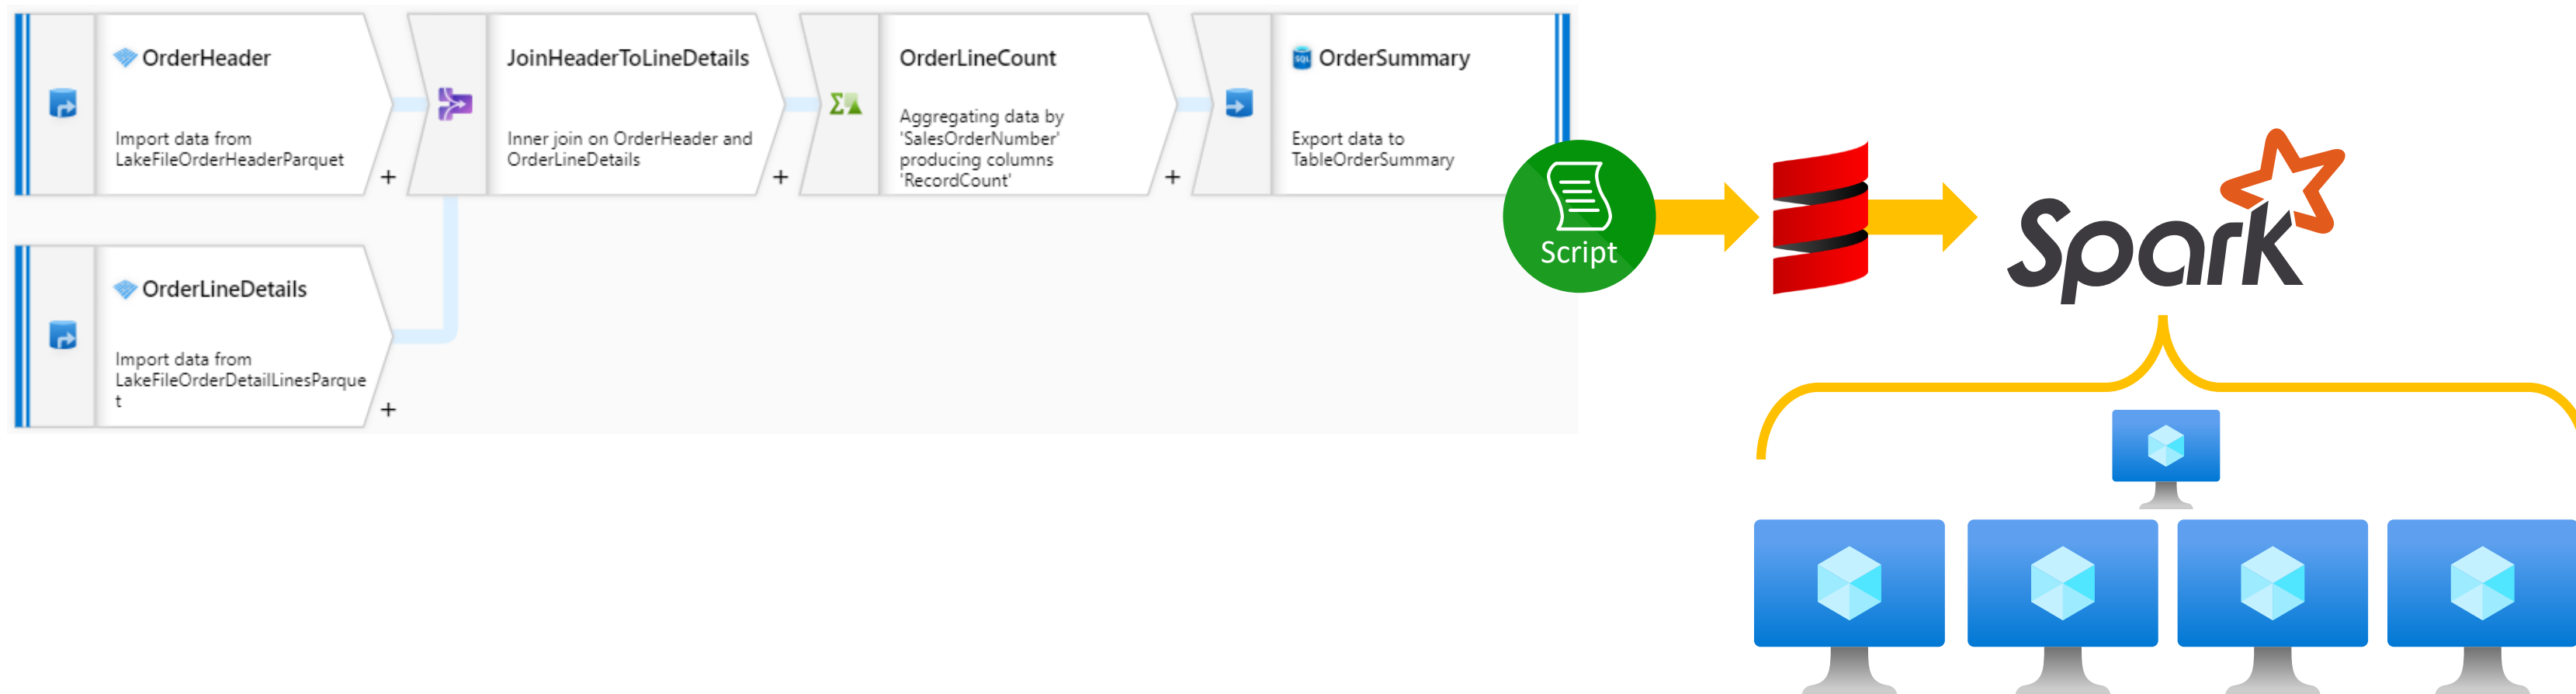 OrderHeader
Import data from
LakeFileOrderHeaderParquet
+
JoinHeaderToLineDetails
Inner join on OrderHeader and
OrderLineDetails
+
OrderLineCount
Aggregating data by
'SalesOrderNumber'
producing columns
'RecordCount'
+
SQL
OrderSummary
Export data to
TableOrderSummary
Script
Spark
OrderLineDetails
Import data from
LakeFileOrderDetailLinesParque
t
+